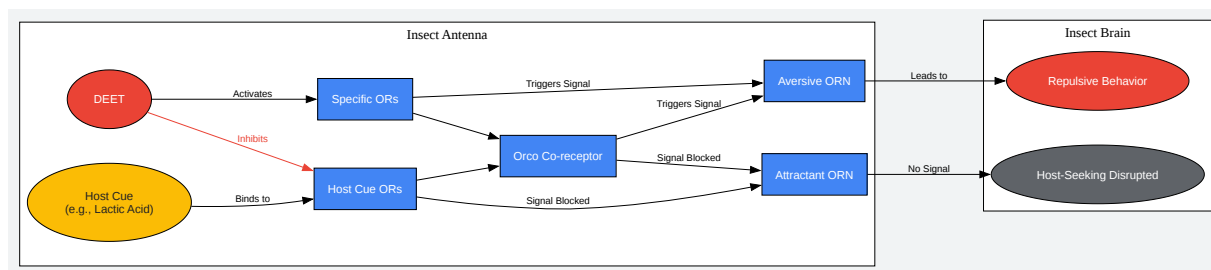 Insect Antenna
Insect Brain
DEET
Activates
Specific ORs
Triggers Signal
Aversive ORN
Leads to
Repulsive Behavior
Triggers Signal
Inhibits
Orco Co-receptor
Signal Blocked
Host Cue
(e.g., Lactic Acid)
Binds to
Host Cue ORs
Signal Blocked
Attractant ORN
No Signal
Host-Seeking Disrupted